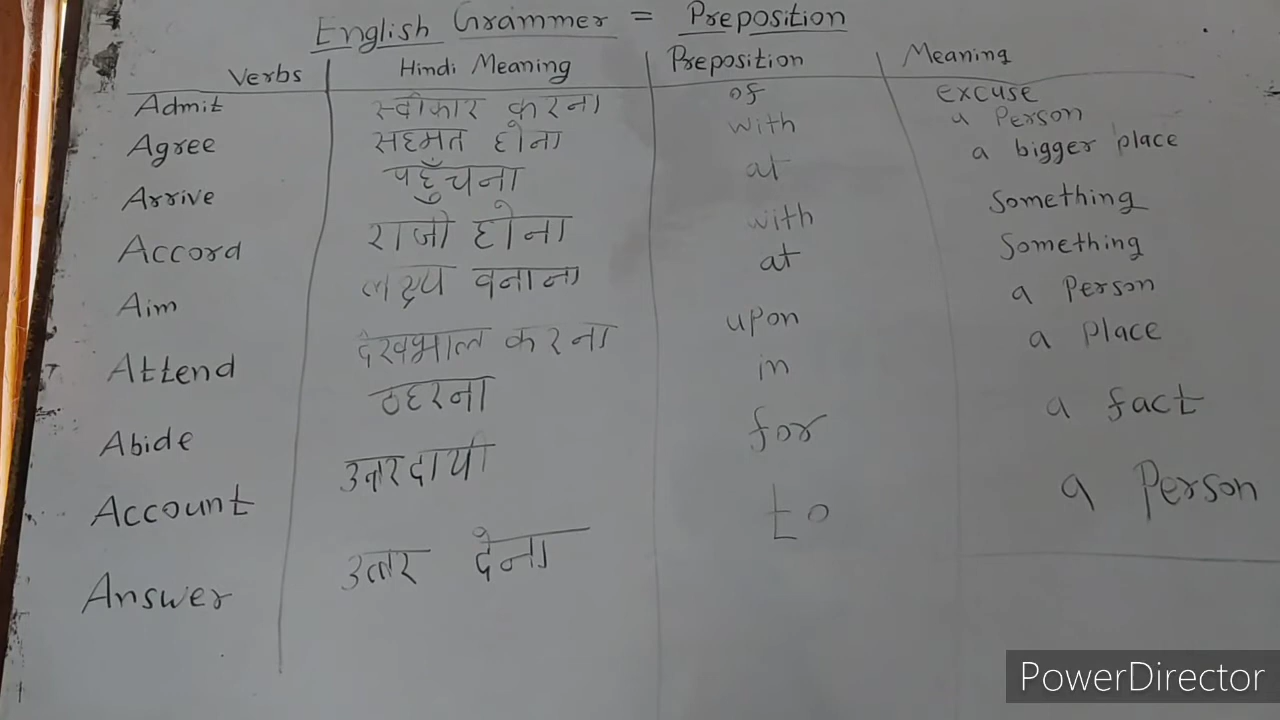 English Grammer = Preposition
Verbs Hindi Meaning Preposition Meaning
Admit स्वीकार करना of excuse
Agree सहमत होना with a Person
Arrive पहुँचना at a bigger place
Accord राजी होना with Something
Aim लक्ष्य बनाना at Something
Attend देखभाल करना upon a Person
Abide ठहरना in a Place
Account उत्तरदायी for a fact
Answer उत्तर देना to a Person
PowerDirector